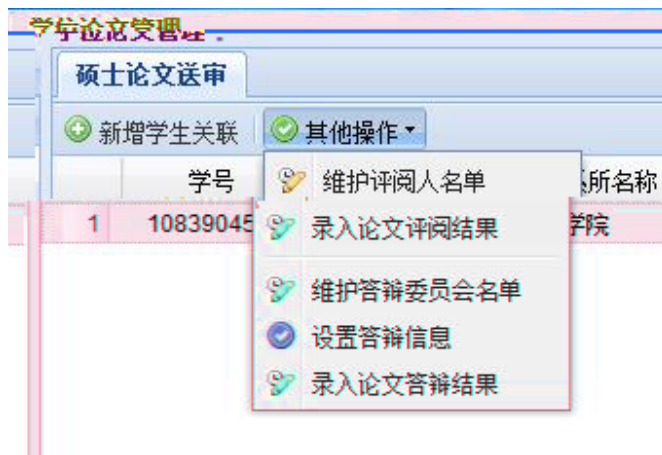 学位论文管理：
硕士论文送审
新增学生关联 其他操作
学号 所名称
维护评阅人名单
1 10839045 学院
录入论文评阅结果
维护答辩委员会名单
设置答辩信息
录入论文答辩结果